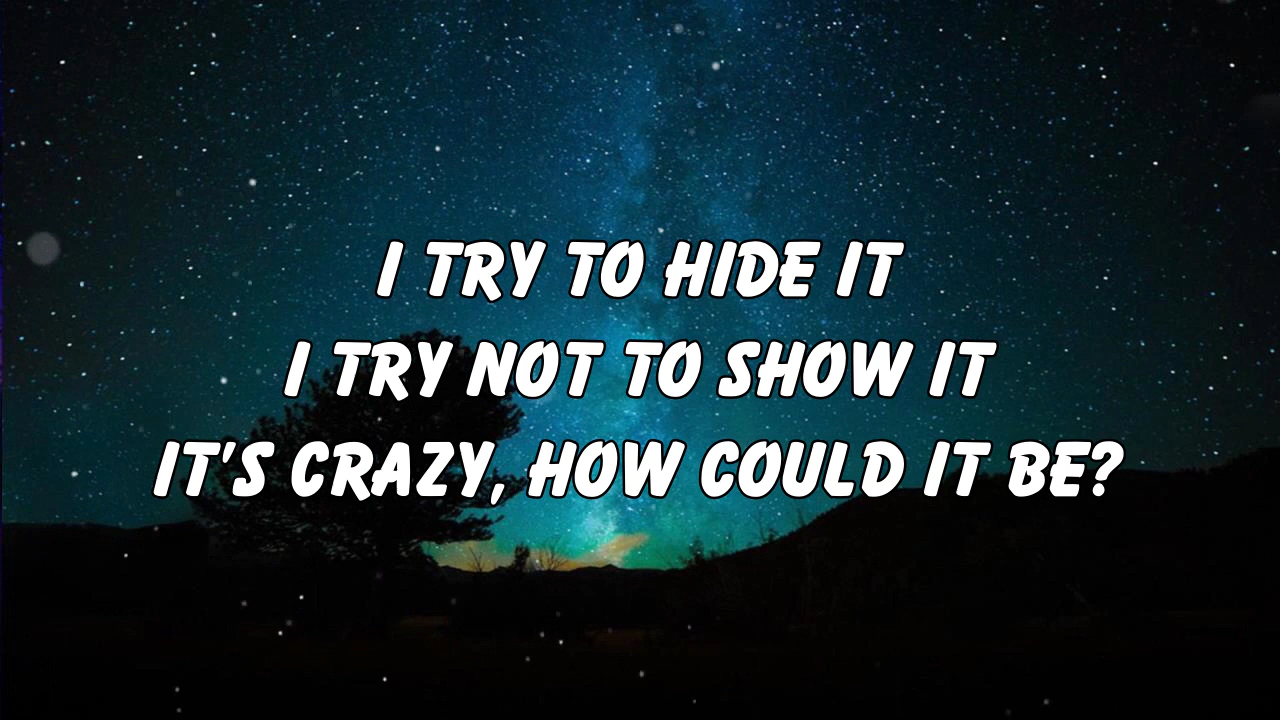 I TRY TO HIDE IT
I TRY NOT TO SHOW IT
IT'S CRAZY, HOW COULD IT BE?